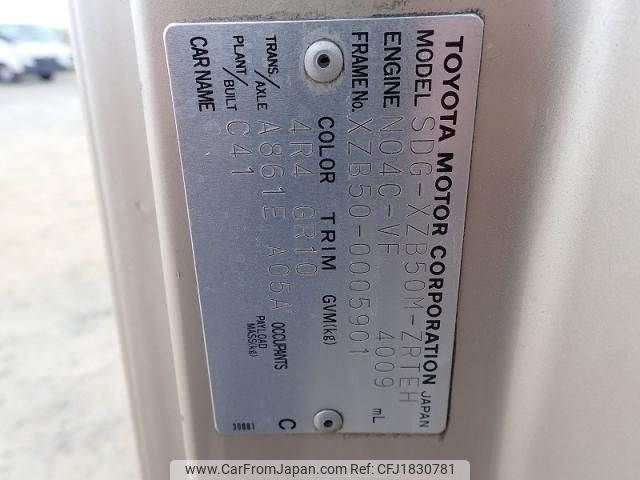 TOYOTA MOTOR CORPORATION JAPAN
MODEL SDG-XZB50M-ZRTEH
ENGINE N04C-VF 4009 mL
FRAME No. XZB50-0005901
COLOR TRIM GVM(kg)
4R4 GR10
TRANS./AXLE A861E A05A OCCUPANTS
PLANT/BUILT C41 PAYLOAD MASS(kg)
CAR NAME
30881 C
www.CarFromJapan.com RefNo: CFJ1830781